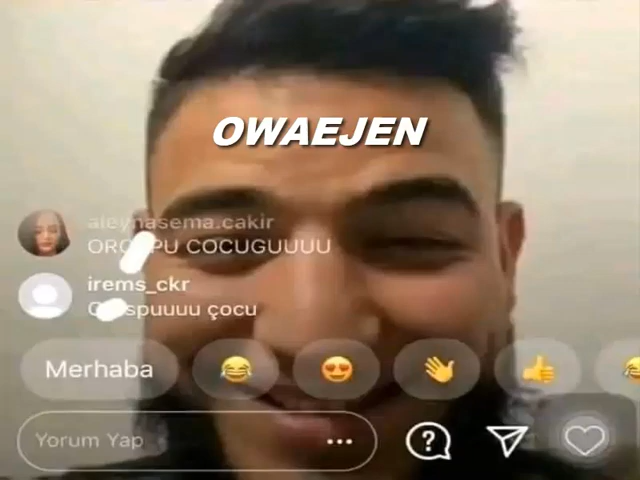 OWAEJEN
aleynasema.cakir
COCUGUUUU
irems_ckr
çocu
Merhaba
Yorum Yap